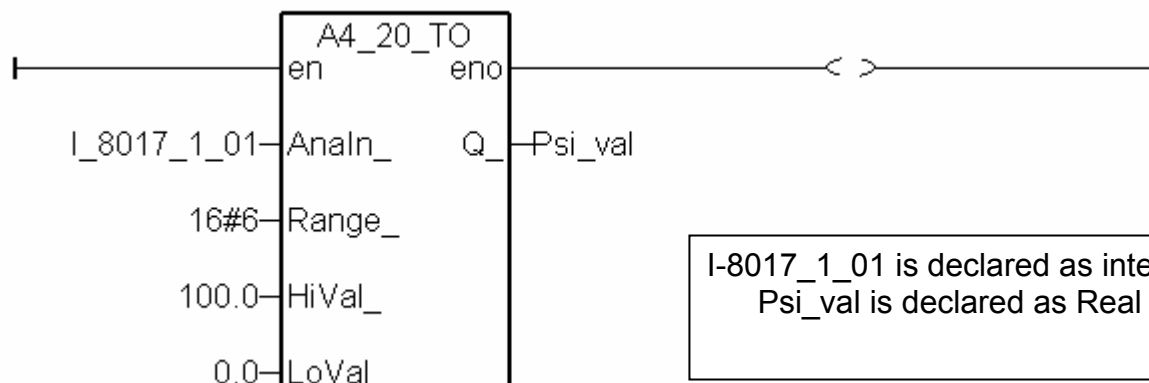 A4_20_TO
en eno
I_8017_1_01 AnaIn_ Q_ Psi_val
16#6 Range_
100.0 HiVal_
I-8017_1_01 is declared as inte
Psi_val is declared as Real
0.0 LoVal